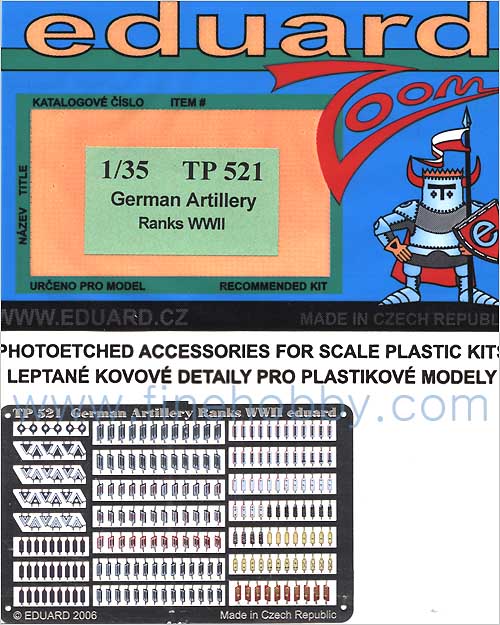 eduard
Zoom
KATALOGOVÉ ČÍSLO ITEM #
NÁZEV TITLE
1/35 TP 521
German Artillery
Ranks WWII
e
URČENO PRO MODEL RECOMMENDED KIT
WWW.EDUARD.CZ MADE IN CZECH REPUBL
PHOTOETCHED ACCESSORIES FOR SCALE PLASTIC KITS
LEPTANÉ KOVOVÉ DETAILY PRO PLASTIKOVÉ MODELY
www.finehobby.com
TP 521 German Artillery Ranks WWII eduard
© EDUARD 2006 Made in Czech Republic